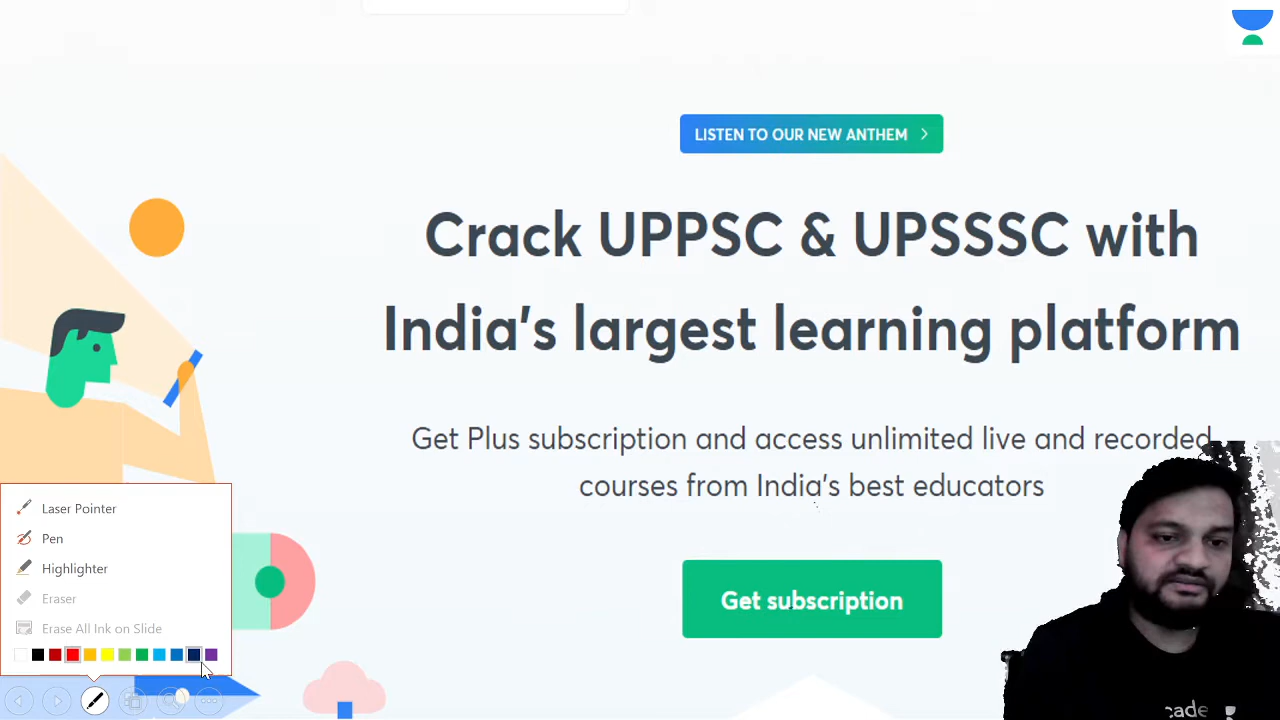 LISTEN TO OUR NEW ANTHEM
Crack UPPSC & UPSSSC with
India's largest learning platform
Get Plus subscription and access unlimited live and recorded
courses from India's best educators
Get subscription
Laser Pointer
Pen
Highlighter
Eraser
Erase All Ink on Slide